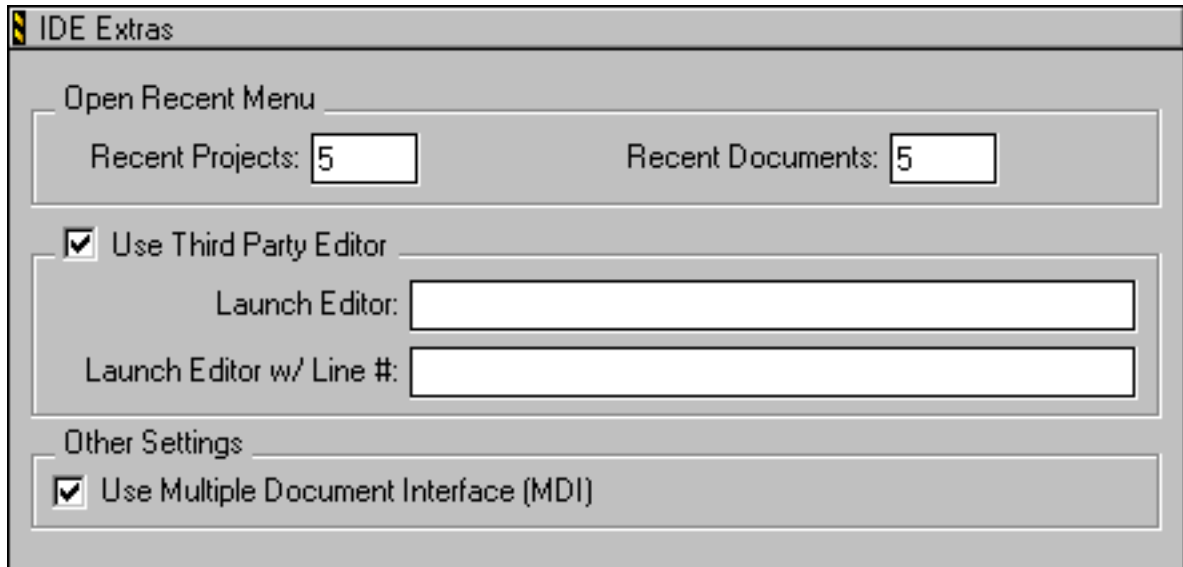 IDE Extras
Open Recent Menu
Recent Projects: 5 Recent Documents: 5
Use Third Party Editor
Launch Editor:
Launch Editor w/ Line #:
Other Settings
Use Multiple Document Interface (MDI)